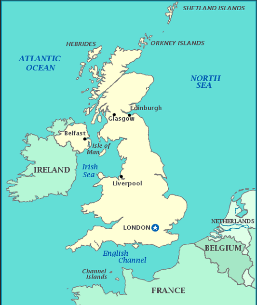 SHETLAND ISLANDS
ORKNEY ISLANDS
HEBRIDES
ATLANTIC
OCEAN
NORTH
SEA
Edinburgh
Glasgow
Belfast
Isle of
Man
IRELAND
Irish
Sea
Liverpool
NETHERLANDS
LONDON
BELGIUM
English
Channel
Channel
Islands
FRANCE